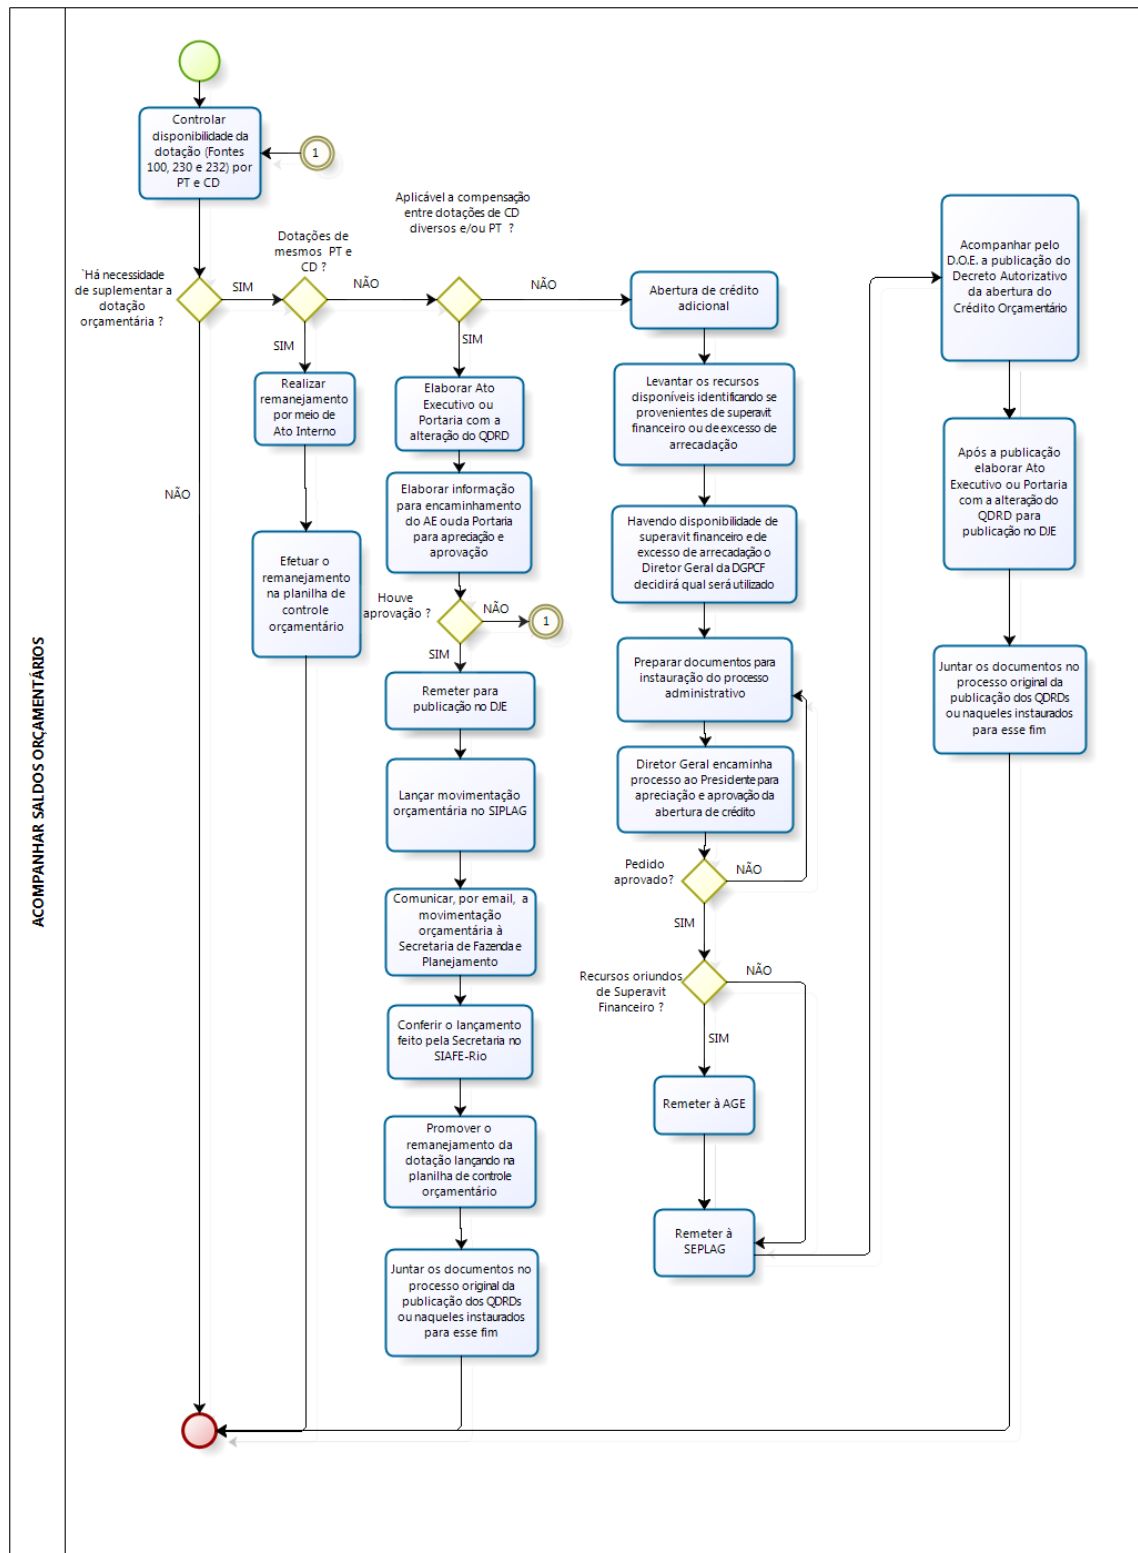 ACOMPANHAR SALDOS ORÇAMENTÁRIOS
Controlar
disponibilidade da
dotação (Fontes
100, 230 e 232) por
PT e CD
1
`Há necessidade
de suplementar a
dotação
orçamentária ?
SIM
NÃO
Dotações de
mesmos PT e
CD ?
NÃO
SIM
Realizar
remanejamento
por meio de
Ato Interno
Efetuar o
remanejamento
na planilha de
controle
orçamentário
Aplicável a compensação
entre dotações de CD
diversos e/ou PT ?
NÃO
SIM
Elaborar Ato
Executivo ou
Portaria com a
alteração do QDRD
Elaborar informação
para encaminhamento
do AE ou da Portaria
para apreciação e
aprovação
Houve
aprovação ?
NÃO
1
SIM
Remeter para
publicação no DJE
Lançar movimentação
orçamentária no SIPLAG
Comunicar, por email, a
movimentação
orçamentária à
Secretaria de Fazenda e
Planejamento
Conferir o lançamento
feito pela Secretaria no
SIAFE-Rio
Promover o
remanejamento da
dotação lançando na
planilha de controle
orçamentário
Juntar os documentos no
processo original da
publicação dos QDRDs
ou naqueles instaurados
para esse fim
Abertura de crédito
adicional
Levantar os recursos
disponíveis identificando se
provenientes de superavit
financeiro ou de excesso de
arrecadação
Havendo disponibilidade de
superavit financeiro e de
excesso de arrecadação o
Diretor Geral da DGPCF
decidirá qual será utilizado
Preparar documentos para
instauração do processo
administrativo
Diretor Geral encaminha
processo ao Presidente para
apreciação e aprovação da
abertura de crédito
Pedido
aprovado?
NÃO
SIM
Recursos oriundos
de Superavit
Financeiro ?
NÃO
SIM
Remeter à AGE
Remeter à
SEPLAG
Acompanhar pelo
D.O.E. a publicação do
Decreto Autorizativo
da abertura do
Crédito Orçamentário
Após a publicação
elaborar Ato
Executivo ou Portaria
com a alteração do
QDRD para
publicação no DJE
Juntar os documentos no
processo original da
publicação dos QDRDs
ou naqueles instaurados
para esse fim